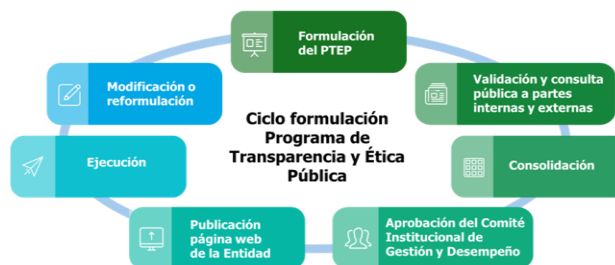 Formulación
del PTEP
Validación y consulta
pública a partes
internas y externas
Consolidación
Aprobación del Comité
Institucional de
Gestión y Desempeño
Publicación
página web
de la Entidad
Ejecución
Modificación o
reformulación
Ciclo formulación
Programa de
Transparencia y Ética
Pública